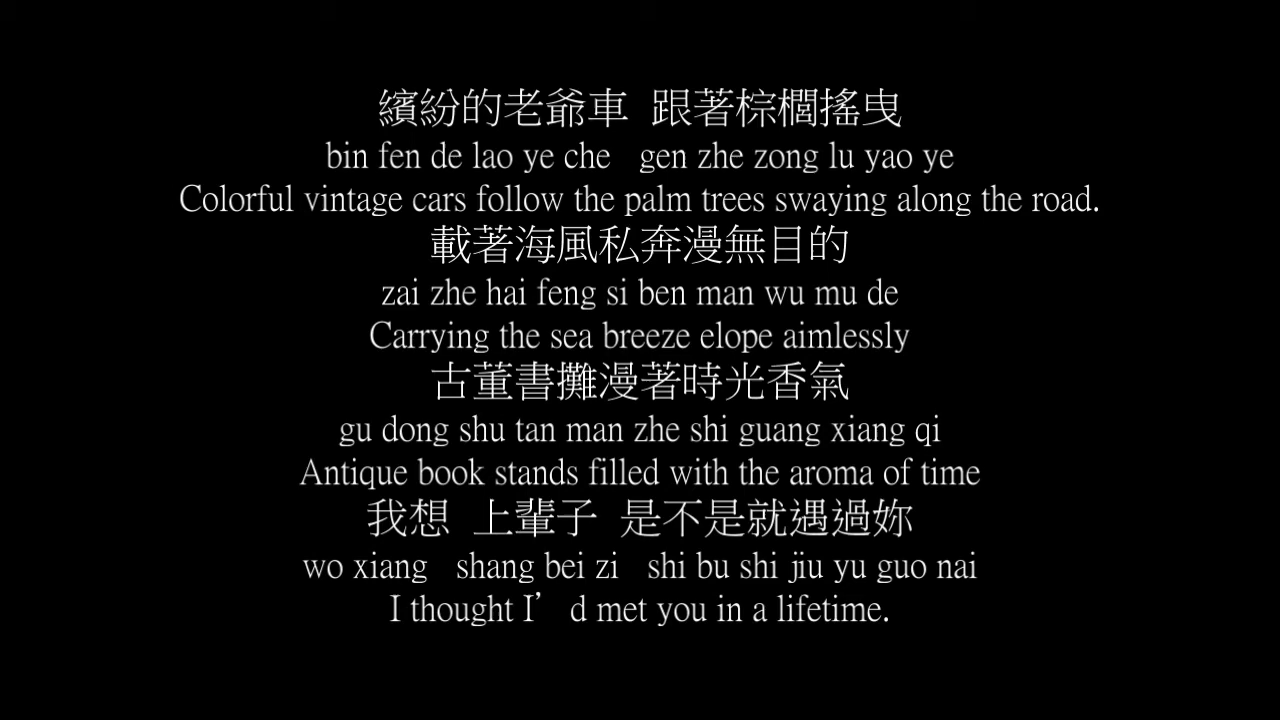 繽紛的老爺車 跟著棕櫚搖曳
bin fen de lao ye che gen zhe zong lu yao ye
Colorful vintage cars follow the palm trees swaying along the road.
載著海風私奔漫無目的
zai zhe hai feng si ben man wu mu de
Carrying the sea breeze elope aimlessly
古董書攤漫著時光香氣
gu dong shu tan man zhe shi guang xiang qi
Antique book stands filled with the aroma of time
我想 上輩子 是不是就遇過妳
wo xiang shang bei zi shi bu shi jiu yu guo nai
I thought I’d met you in a lifetime.